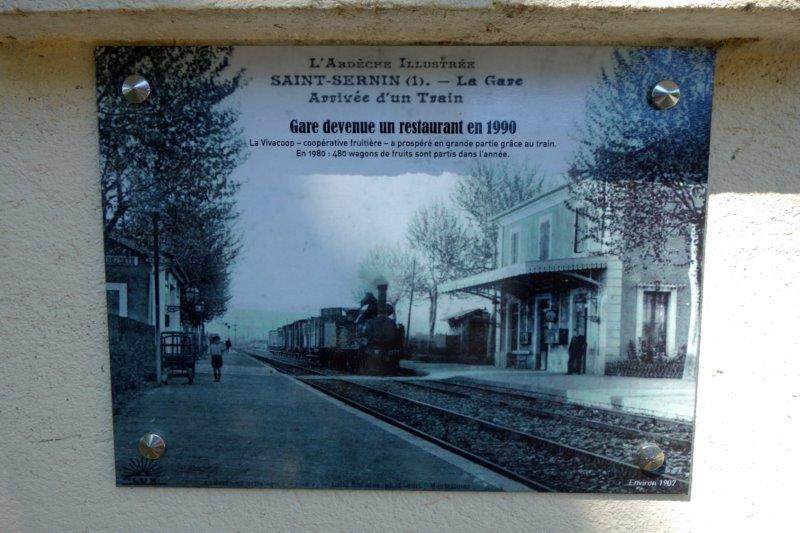 L'Ardèche Illustrée
SAINT-SERNIN (1). — La Gare
Arrivée d'un Train
Gare devenue un restaurant en 1990
La Vivacoop – coopérative fruitière – a prospéré en grande partie grâce au train.
En 1980 : 480 wagons de fruits sont partis dans l'année.
Environ 1907